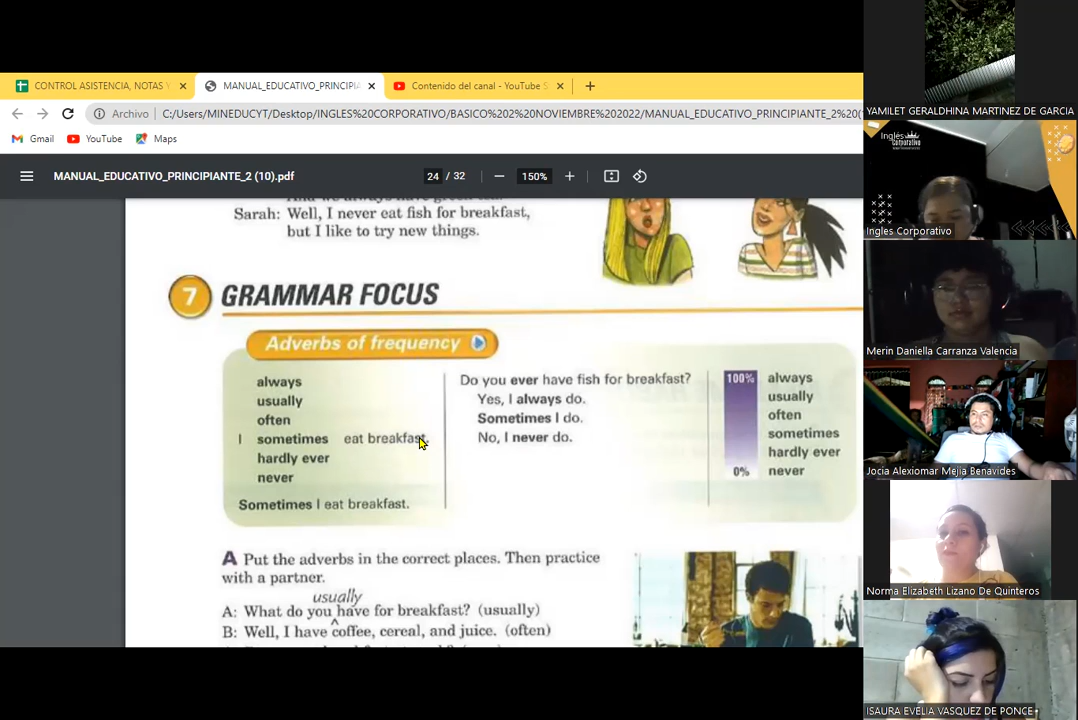 CONTROL ASISTENCIA, NOTAS Y
MANUAL_EDUCATIVO_PRINCIPIA
Contenido del canal - YouTube S
Archivo
C:/Users/MINEDUCYT/Desktop/INGLES%20CORPORATIVO/BASICO%202%20NOVIEMBRE%202022/MANUAL_EDUCATIVO_PRINCIPIANTE_2%20(
Gmail
YouTube
Maps
MANUAL_EDUCATIVO_PRINCIPIANTE_2 (10).pdf
24 / 32
150%
Sarah: Well, I never eat fish for breakfast,
but I like to try new things.
7 GRAMMAR FOCUS
Adverbs of frequency
always
usually
often
I sometimes eat breakfast.
hardly ever
never
Sometimes I eat breakfast.
Do you ever have fish for breakfast?
Yes, I always do.
Sometimes I do.
No, I never do.
100% always
usually
often
sometimes
hardly ever
0% never
A Put the adverbs in the correct places. Then practice
with a partner.
usually
A: What do you ^ have for breakfast? (usually)
B: Well, I have coffee, cereal, and juice. (often)
YAMILET GERALDHINA MARTINEZ DE GARCIA
Inglés
Corporativo
Ingles Corporativo
Merin Daniella Carranza Valencia
Jocia Alexiomar Mejia Benavides
Norma Elizabeth Lizano De Quinteros
ISAURA EVELIA VASQUEZ DE PONCE